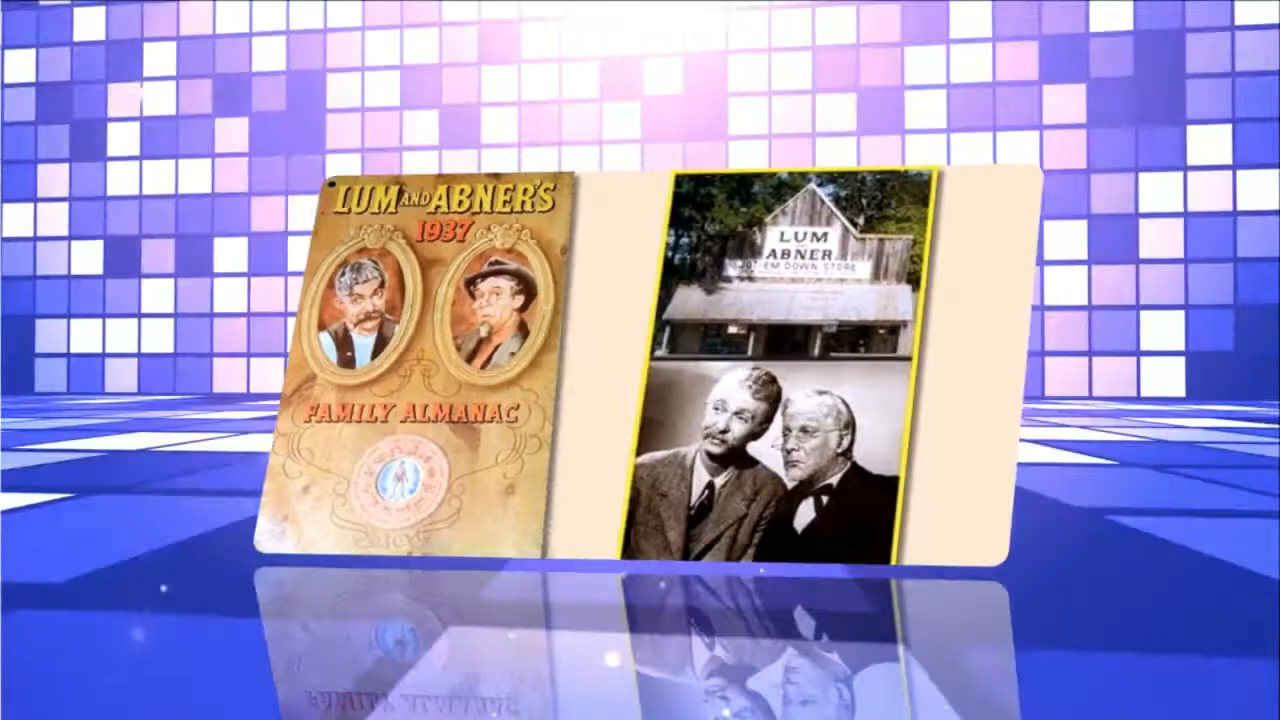 LUM AND ABNER'S
1937
FAMILY ALMANAC
LUM
ABNER
JOT-EM DOWN STORE